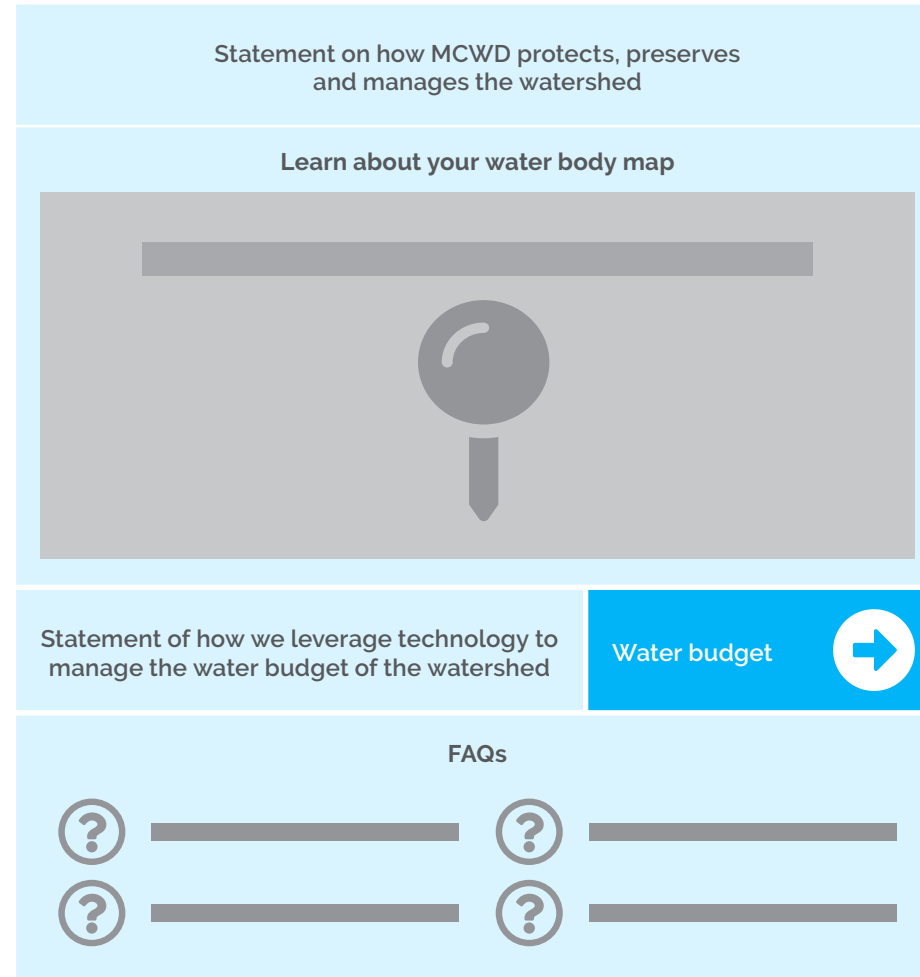 Statement on how MCWD protects, preserves
and manages the watershed
Learn about your water body map
Statement of how we leverage technology to
manage the water budget of the watershed
Water budget
FAQs